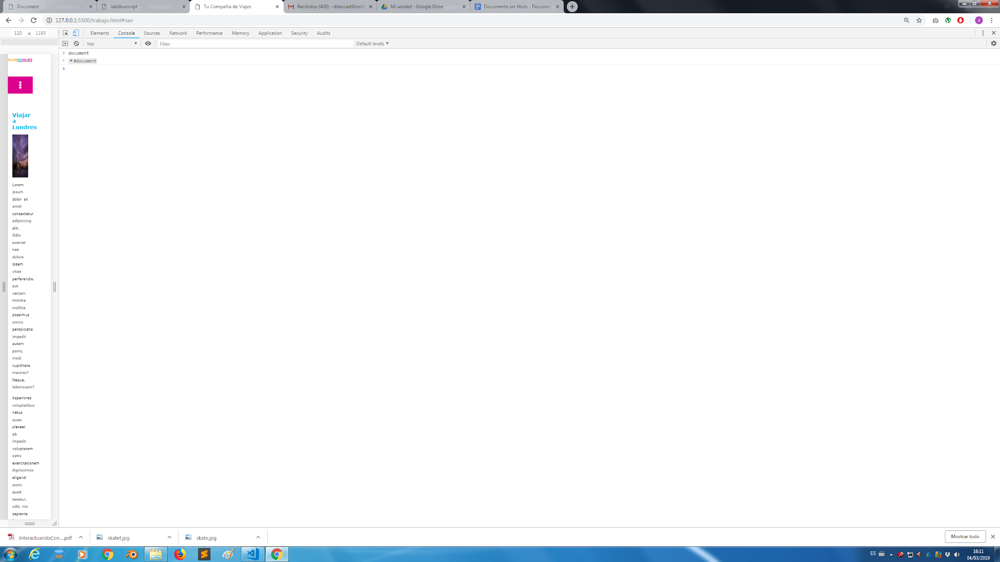 Document
labJAvascript
Tu Compañia de Viajes
Recibidos (400) - dilancastillom@
Mi unidad - Google Drive
Documento sin título - Documen
127.0.0.1:5500/trabajo.html#nav
d
110 x 1193
Elements Console Sources Network Performance Memory Application Security Audits
top
Filter
Default levels
document
#document
BLOGDEVIAJES
Viajar
a
Londres
Lorem
ipsum
dolor sit
amet
consectetur
adipisicing
elit.
Odio
eveniet
non
dolore
ipsam
vitae
perferendis,
aut
veniam
minima
mollitia
possimus
omnis
perspiciatis
impedit
autem
porro,
modi
cupiditate
maiores?
Neque,
laboriosam?
Asperiores
voluptatibus
natus
quae,
placeat
ab
impedit
voluptatem
optio
exercitationem
dignissimos
eligendi
animi
quod
tenetur,
odio nisi
sapiente
InteractuandoCon....pdf
skatet.jpg
skate.jpg
Mostrar todo
ES
16:11
04/03/2019